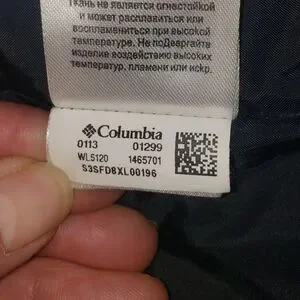 Ткань не является огнестойкой
и может расплавиться или
воспламениться при высокой
температуре. Не подвергайте
изделие воздействию высоких
температур, пламени или искр.
Columbia
0113 01299
WL5120 1465701
S3SFD8XL00196